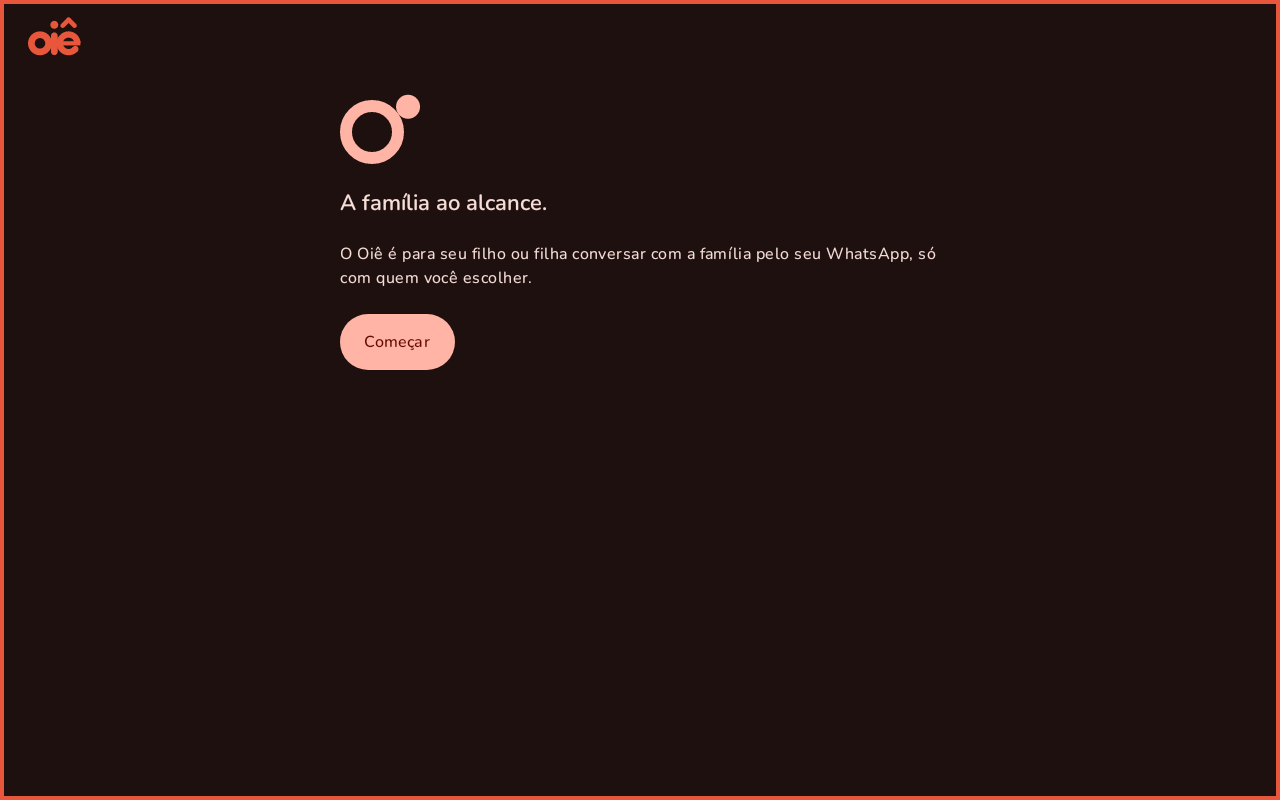 oiê
A família ao alcance.
O Oiê é para seu filho ou filha conversar com a família pelo seu WhatsApp, só
com quem você escolher.
Começar